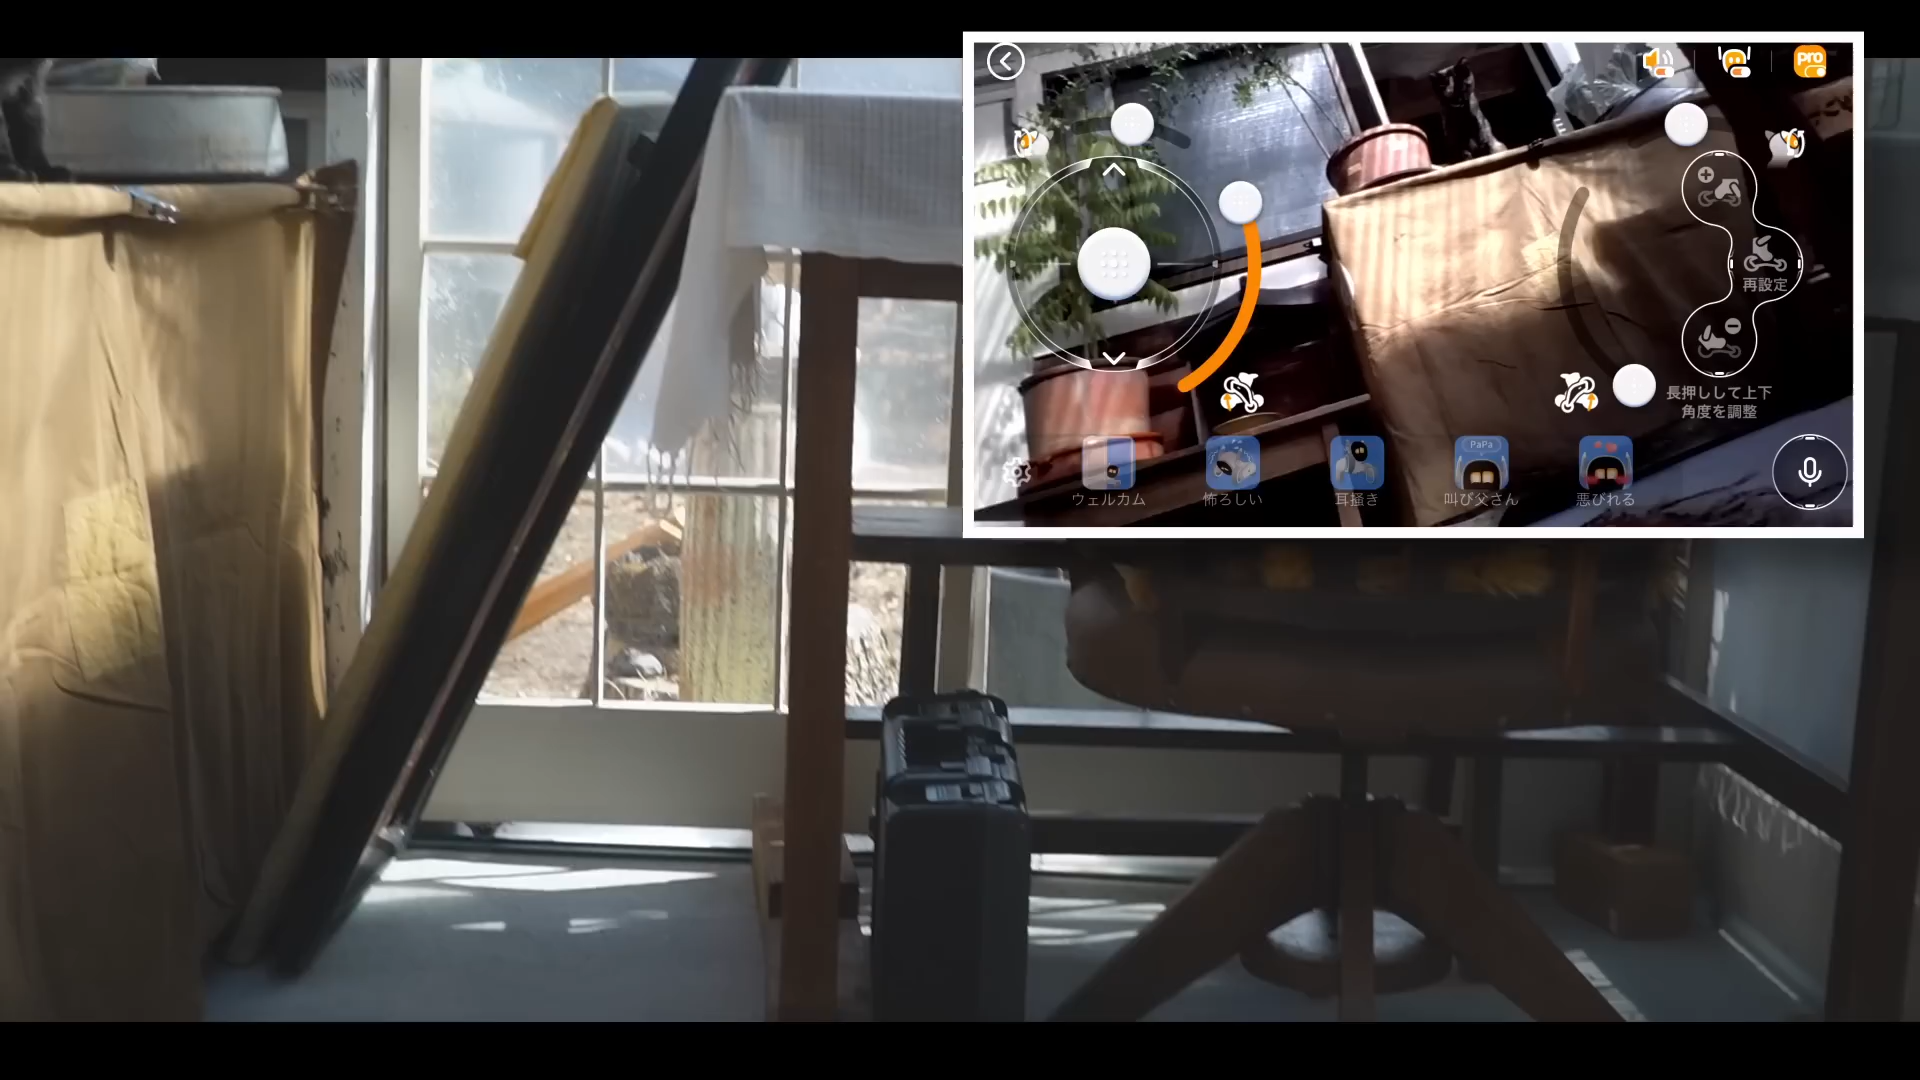 pro
再設定
長押しして上下
角度を調整
PaPa
ウェルカム
怖ろしい
耳掻き
叫び父さん
悪びれる